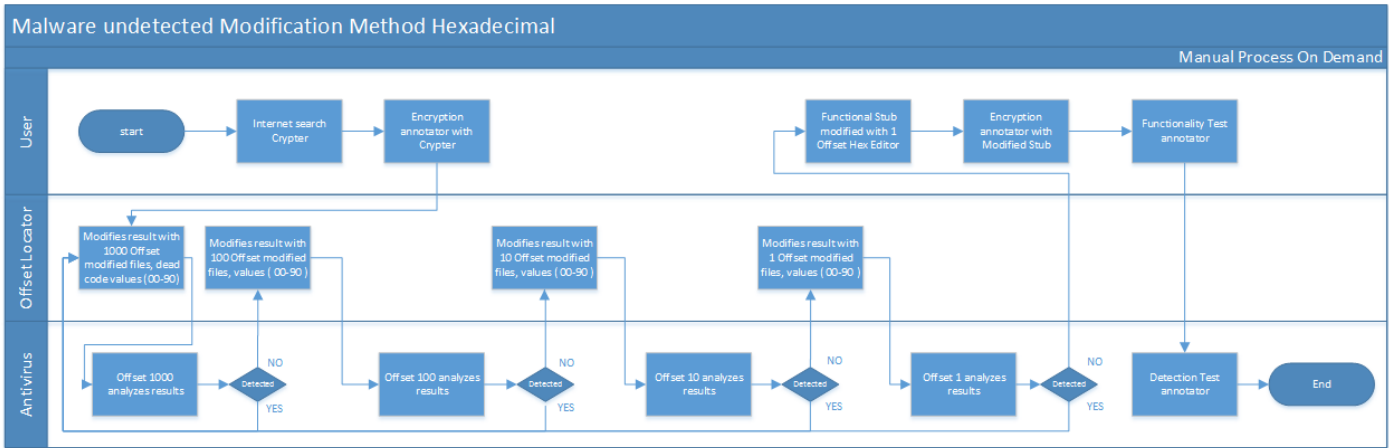 Malware undetected Modification Method Hexadecimal
Manual Process On Demand
User
start
Internet search
Crypter
Encryption
annotator with
Crypter
Functional Stub
modified with 1
Offset Hex Editor
Encryption
annotator with
Modified Stub
Functionality Test
annotator
Offset Locator
Modifies result with
1000 Offset
modified files, dead
code values (00-90)
Modifies result with
100 Offset modified
files, values ( 00-90 )
Modifies result with
10 Offset modified
files, values ( 00-90 )
Modifies result with
1 Offset modified
files, values ( 00-90 )
Antivirus
Offset 1000
analyzes results
NO
Detected
YES
Offset 100 analyzes
results
NO
Detected
YES
Offset 10 analyzes
results
NO
Detected
YES
Offset 1 analyzes
results
NO
Detected
YES
Detection Test
annotator
End